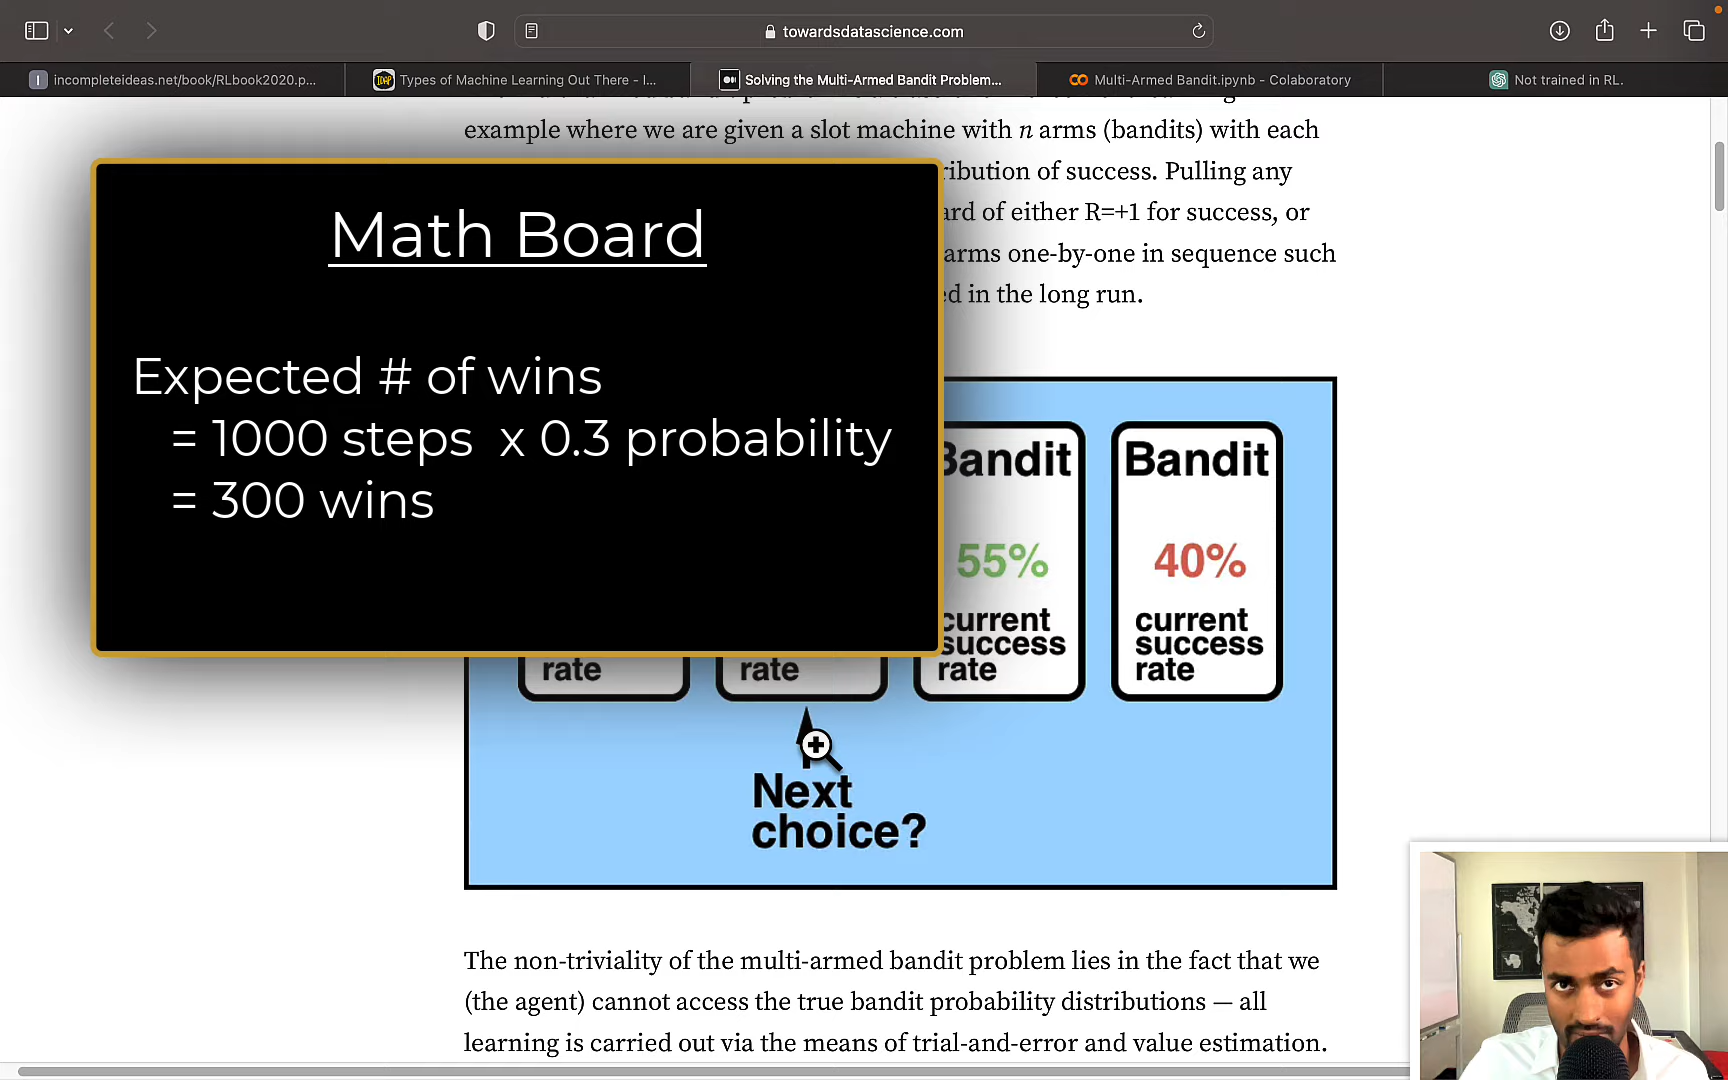 towardsdatascience.com
incompleteideas.net/book/RLbook2020.p...
Types of Machine Learning Out There - I...
Solving the Multi-Armed Bandit Problem...
Multi-Armed Bandit.ipynb - Colaboratory
Not trained in RL.
example where we are given a slot machine with n arms (bandits) with each
ribution of success. Pulling any
ard of either R=+1 for success, or
arms one-by-one in sequence such
ed in the long run.
Math Board
Expected # of wins
= 1000 steps x 0.3 probability
= 300 wins
Bandit
55%
current
success
rate
Bandit
40%
current
success
rate
rate
rate
Next
choice?
The non-triviality of the multi-armed bandit problem lies in the fact that we
(the agent) cannot access the true bandit probability distributions — all
learning is carried out via the means of trial-and-error and value estimation.